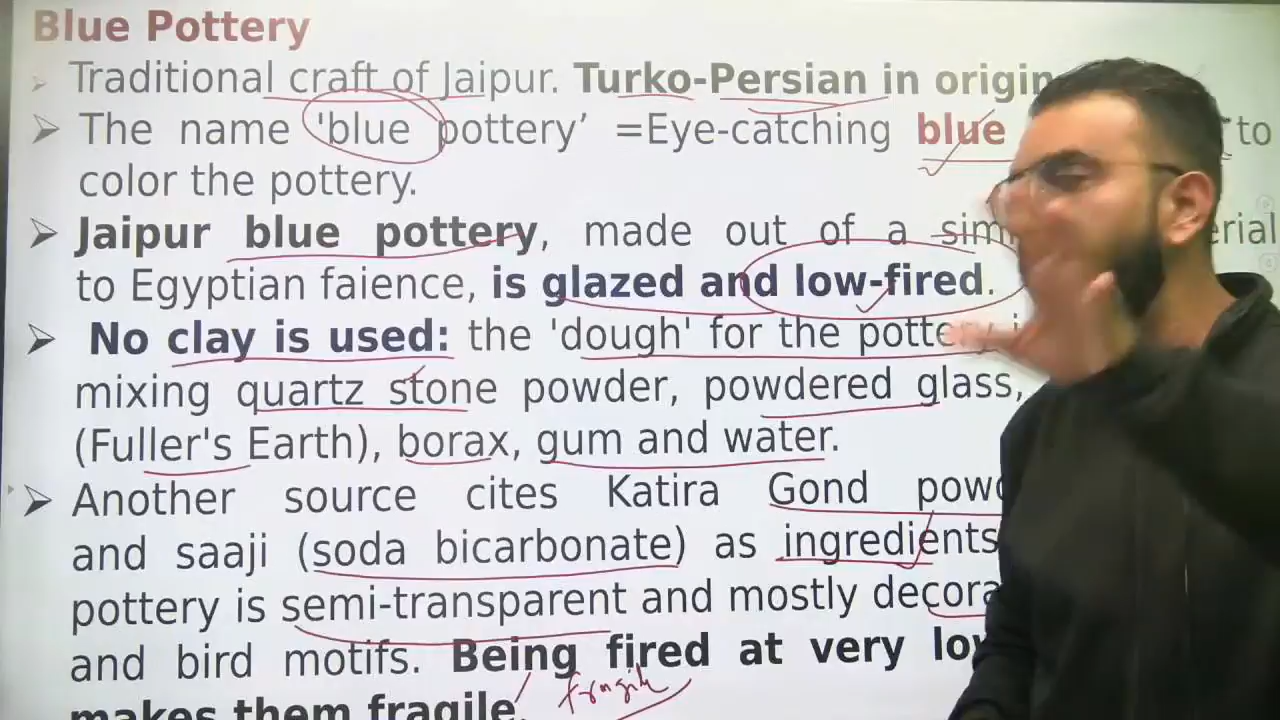 Blue Pottery
➢ Traditional craft of Jaipur. Turko-Persian in origin
➢ The name 'blue pottery’ =Eye-catching blue to
color the pottery.
➢ Jaipur blue pottery, made out of a
to Egyptian faience, is glazed and low-fired.
➢ No clay is used: the 'dough' for the
mixing quartz stone powder, powdered glass,
(Fuller's Earth), borax, gum and water.
➢ Another source cites Katira Gond
and saaji (soda bicarbonate) as ingredients
pottery is semi-transparent and mostly
and bird motifs. Being fired at very
makes them fragile.
fragile